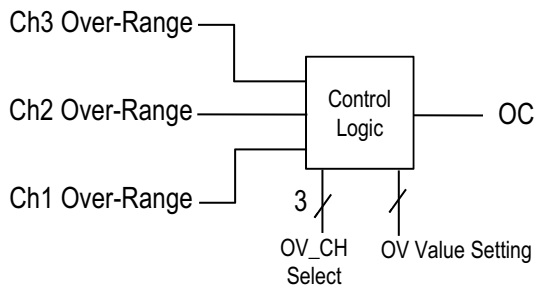 Ch3 Over-Range
Ch2 Over-Range
Ch1 Over-Range
Control
Logic
OC
3
OV_CH
Select
OV Value Setting